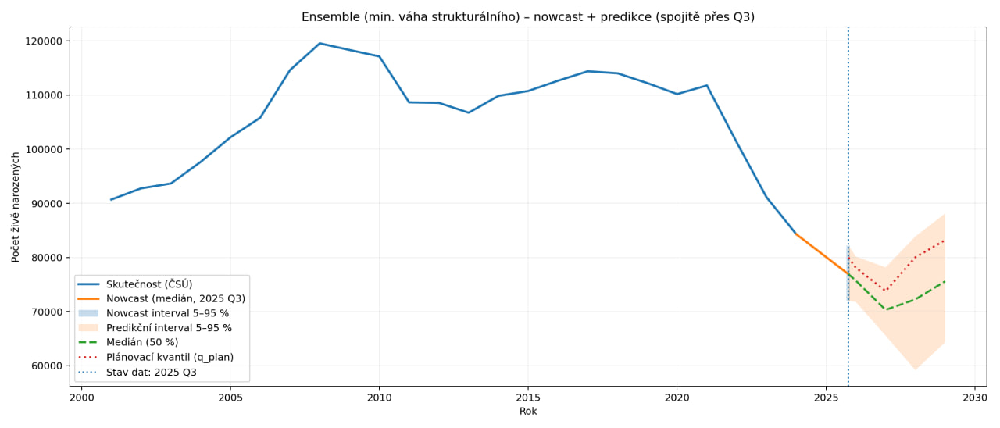 Ensemble (min. váha strukturálního) – nowcast + predikce (spojitě přes Q3)
Počet živě narozených
120000
110000
100000
90000
80000
70000
60000
Skutečnost (ČSÚ)
Nowcast (medián, 2025 Q3)
Nowcast interval 5–95 %
Predikční interval 5–95 %
Medián (50 %)
Plánovací kvantil (q_plan)
Stav dat: 2025 Q3
2000 2005 2010 2015 2020 2025 2030
Rok